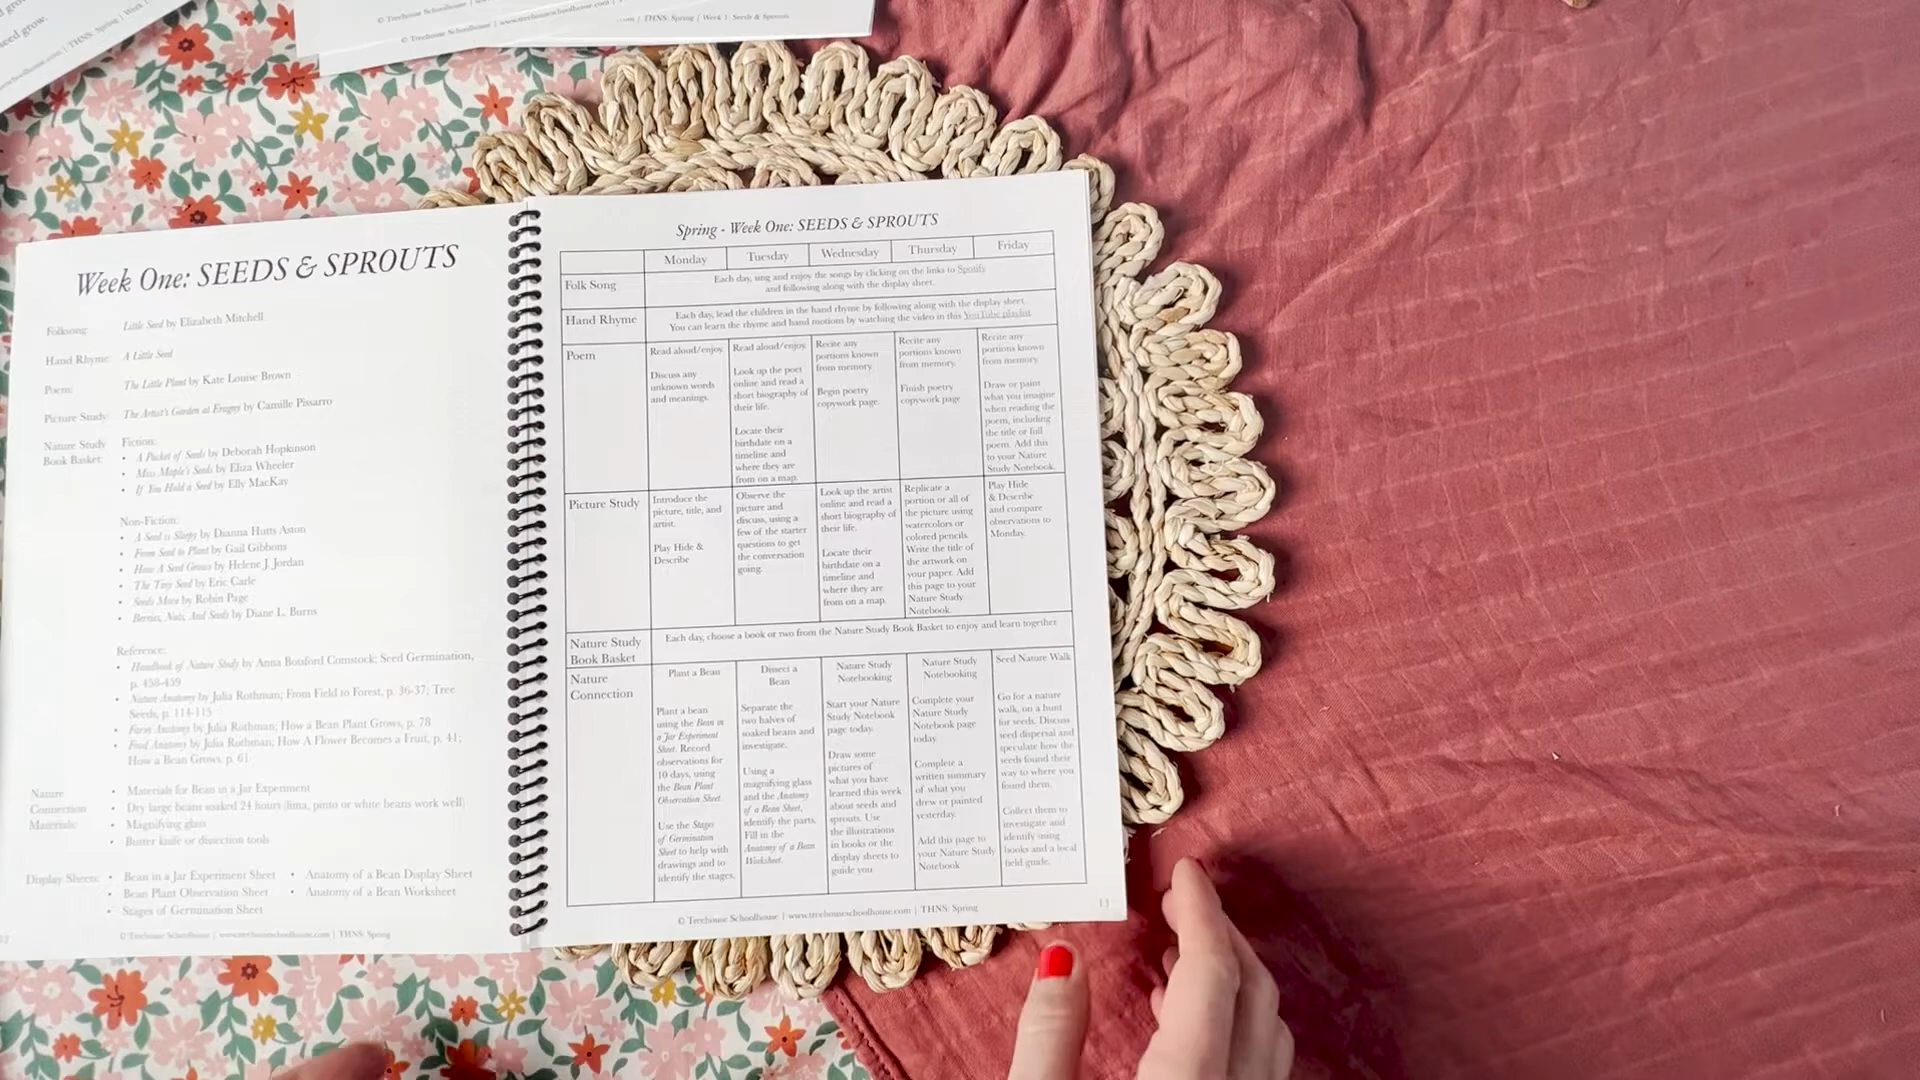 seed grow.
© Treehouse Schoolhouse
© Treehouse Schoolhouse | www.treehouseschoolhouse.com |
THNS: Spring | Week 1: Seeds & Sprouts
Week One: SEEDS & SPROUTS
Folksong: Little Seed by Elizabeth Mitchell
Hand Rhyme: A Little Seed
Poem: The Little Plant by Kate Louise Brown
Picture Study: The Artist's Garden at Eragny by Camille Pissarro
Nature Study Book Basket:
Fiction:
• A Packet of Seeds by Deborah Hopkinson
• Miss Maple's Seeds by Eliza Wheeler
• If You Hold a Seed by Elly MacKay
Non-Fiction:
• A Seed is Sleepy by Dianna Hutts Aston
• From Seed to Plant by Gail Gibbons
• How A Seed Grows by Helene J. Jordan
• The Tiny Seed by Eric Carle
• Seeds Move by Robin Page
• Berries, Nuts, And Seeds by Diane L. Burns
Reference:
• Handbook of Nature Study by Anna Botsford Comstock; Seed Germination,
p. 458-459
• Nature Anatomy by Julia Rothman; From Field to Forest, p. 36-37; Tree
Seeds, p. 114-115
• Farm Anatomy by Julia Rothman; How a Bean Plant Grows, p. 78
• Food Anatomy by Julia Rothman; How A Flower Becomes a Fruit, p. 41;
How a Bean Grows, p. 61
Nature Connection Materials:
• Materials for Bean in a Jar Experiment
• Dry large beans soaked 24 hours (lima, pinto or white beans work well)
• Magnifying glass
• Butter knife or dissection tools
Display Sheets:
• Bean in a Jar Experiment Sheet • Anatomy of a Bean Display Sheet
• Bean Plant Observation Sheet • Anatomy of a Bean Worksheet
• Stages of Germination Sheet
© Treehouse Schoolhouse | www.treehouseschoolhouse.com | THNS: Spring
Spring - Week One: SEEDS & SPROUTS
Monday Tuesday Wednesday Thursday Friday
Folk Song
Each day, sing and enjoy the songs by clicking on the links to Spotify
and following along with the display sheet.
Hand Rhyme
Each day, lead the children in the hand rhyme by following along with the display sheet.
You can learn the rhyme and hand motions by watching the video in this YouTube playlist.
Poem
Read aloud/enjoy.
Discuss any
unknown words
and meanings.
Read aloud/enjoy.
Look up the poet
online and read a
short biography of
their life.
Locate their
birthdate on a
timeline and
where they are
from on a map.
Recite any
portions known
from memory.
Begin poetry
copywork page.
Recite any
portions known
from memory.
Finish poetry
copywork page
Recite any
portions known
from memory.
Draw or paint
what you imagine
when reading the
poem, including
the title or full
poem. Add this
to your Nature
Study Notebook.
Picture Study
Introduce the
picture, title, and
artist.
Play Hide &
Describe
Observe the
picture and
discuss, using a
few of the starter
questions to get
the conversation
going.
Look up the artist
online and read a
short biography of
their life.
Locate their
birthdate on a
timeline and
where they are
from on a map.
Replicate a
portion or all of
the picture using
watercolors or
colored pencils.
Write the title of
the artwork on
your paper. Add
this page to your
Nature Study
Notebook.
Play Hide
& Describe
and compare
observations to
Monday.
Nature Study
Book Basket
Each day, choose a book or two from the Nature Study Book Basket to enjoy and learn together
Nature
Connection
Plant a Bean
Plant a bean
using the Bean in
a Jar Experiment
Sheet. Record
observations for
10 days, using
the Bean Plant
Observation Sheet.
Use the Stages
of Germination
Sheet to help with
drawings and to
identify the stages.
Dissect a
Bean
Separate the
two halves of
soaked beans and
investigate.
Using a
magnifying glass
and the Anatomy
of a Bean Sheet,
identify the parts.
Fill in the
Anatomy of a Bean
Worksheet.
Nature Study
Notebooking
Start your Nature
Study Notebook
page today.
Draw some
pictures of
what you have
learned this week
about seeds and
sprouts. Use
the illustrations
in books or the
display sheets to
guide you
Nature Study
Notebooking
Complete your
Nature Study
Notebook page
today.
Complete a
written summary
of what you
drew or painted
yesterday.
Add this page to
your Nature Study
Notebook
Seed Nature Walk
Go for a nature
walk, on a hunt
for seeds. Discuss
seed dispersal and
speculate how the
seeds found their
way to where you
found them.
Collect them to
investigate and
identify using
books and a local
field guide.
© Treehouse Schoolhouse | www.treehouseschoolhouse.com | THNS: Spring
13